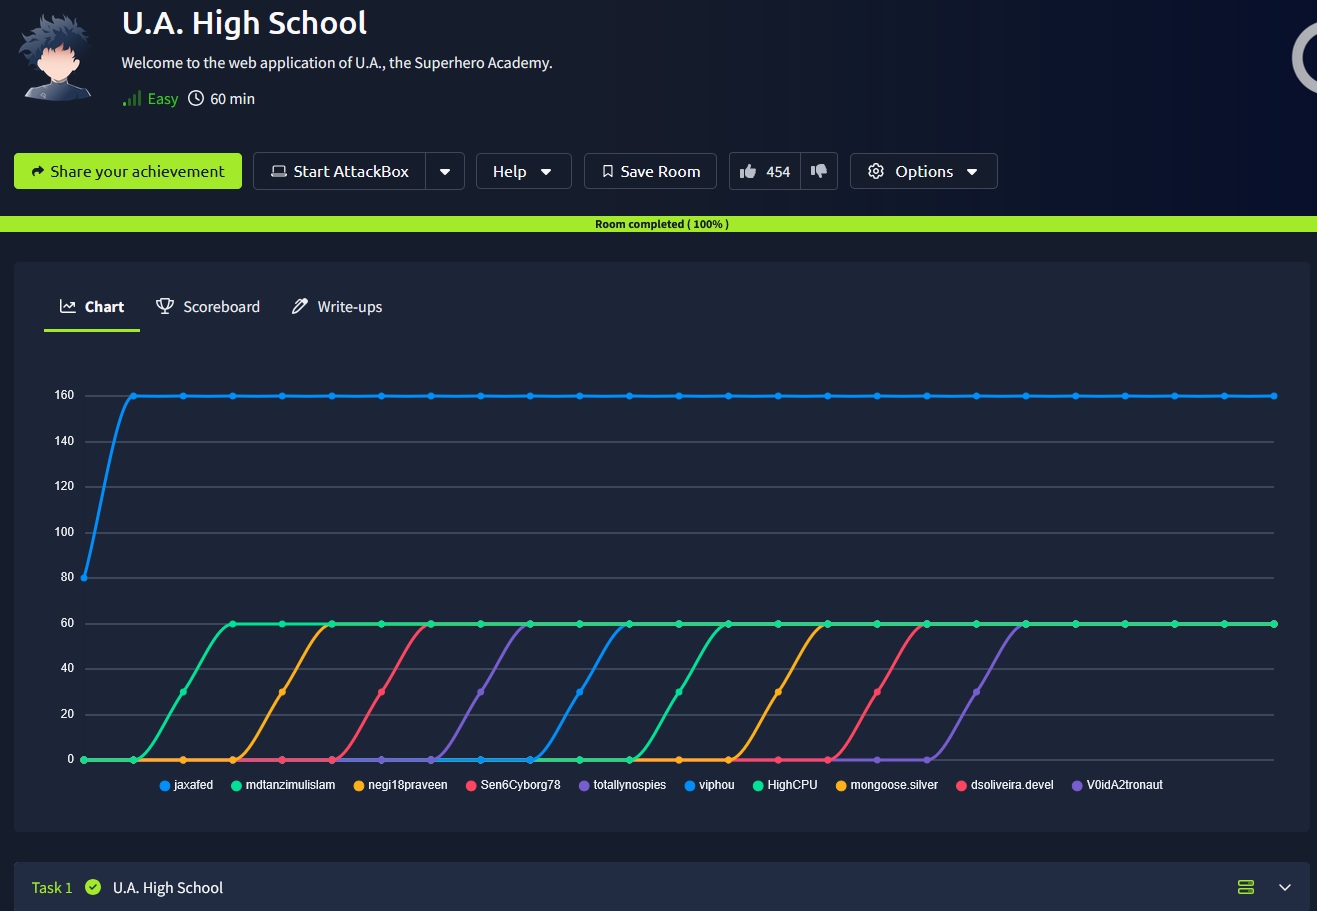 U.A. High School
Welcome to the web application of U.A., the Superhero Academy.
Easy 60 min
Share your achievement Start AttackBox Help Save Room 454 Options
Room completed ( 100% )
Chart Scoreboard Write-ups
160
140
120
100
80
60
40
20
0
jaxafed mdtanzimulislam negi18praveen Sen6Cyborg78 totallynospies viphou HighCPU mongoose.silver dsoliveira.devel V0idA2tronaut
Task 1 U.A. High School